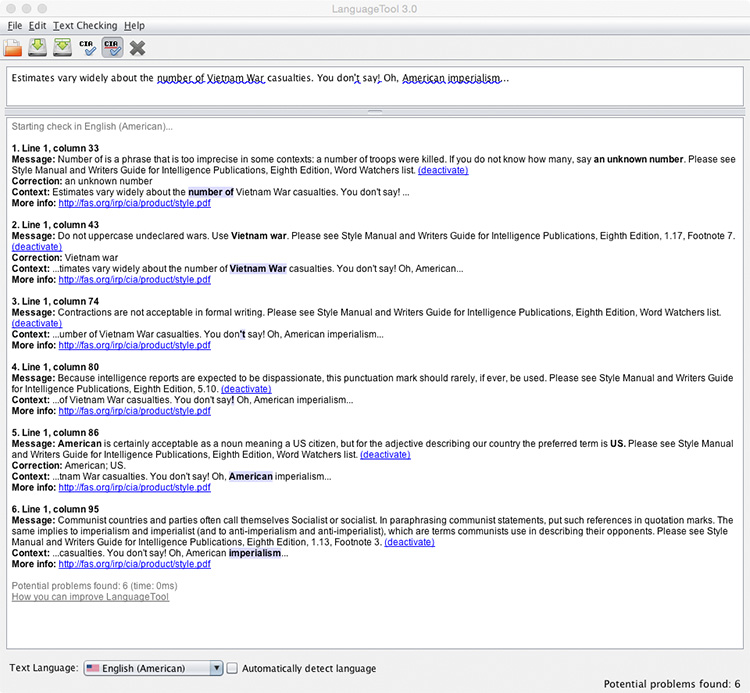 LanguageTool 3.0
File Edit Text Checking Help
CIA CIA
Estimates vary widely about the number of Vietnam War casualties. You don't say! Oh, American imperialism...
Starting check in English (American)...
1. Line 1, column 33
Message: Number of is a phrase that is too imprecise in some contexts: a number of troops were killed. If you do not know how many, say an unknown number. Please see
Style Manual and Writers Guide for Intelligence Publications, Eighth Edition, Word Watchers list. (deactivate)
Correction: an unknown number
Context: Estimates vary widely about the number of Vietnam War casualties. You don't say! ...
More info: http://fas.org/irp/cia/product/style.pdf
2. Line 1, column 43
Message: Do not uppercase undeclared wars. Use Vietnam war. Please see Style Manual and Writers Guide for Intelligence Publications, Eighth Edition, 1.17, Footnote 7.
(deactivate)
Correction: Vietnam war
Context: ...timates vary widely about the number of Vietnam War casualties. You don't say! Oh, American...
More info: http://fas.org/irp/cia/product/style.pdf
3. Line 1, column 74
Message: Contractions are not acceptable in formal writing. Please see Style Manual and Writers Guide for Intelligence Publications, Eighth Edition, Word Watchers list.
(deactivate)
Context: ...umber of Vietnam War casualties. You don't say! Oh, American imperialism...
More info: http://fas.org/irp/cia/product/style.pdf
4. Line 1, column 80
Message: Because intelligence reports are expected to be dispassionate, this punctuation mark should rarely, if ever, be used. Please see Style Manual and Writers Guide
for Intelligence Publications, Eighth Edition, 5.10. (deactivate)
Context: ...of Vietnam War casualties. You don't say! Oh, American imperialism...
More info: http://fas.org/irp/cia/product/style.pdf
5. Line 1, column 86
Message: American is certainly acceptable as a noun meaning a US citizen, but for the adjective describing our country the preferred term is US. Please see Style Manual
and Writers Guide for Intelligence Publications, Eighth Edition, Word Watchers list. (deactivate)
Correction: American; US.
Context: ...tnam War casualties. You don't say! Oh, American imperialism...
More info: http://fas.org/irp/cia/product/style.pdf
6. Line 1, column 95
Message: Communist countries and parties often call themselves Socialist or socialist. In paraphrasing communist statements, put such references in quotation marks. The
same implies to imperialism and imperialist (and to anti-imperialism and anti-imperialist), which are terms communists use in describing their opponents. Please see Style
Manual and Writers Guide for Intelligence Publications, Eighth Edition, 1.13, Footnote 3. (deactivate)
Context: ...casualties. You don't say! Oh, American imperialism...
More info: http://fas.org/irp/cia/product/style.pdf
Potential problems found: 6 (time: 0ms)
How you can improve LanguageTool
Text Language: English (American) Automatically detect language
Potential problems found: 6